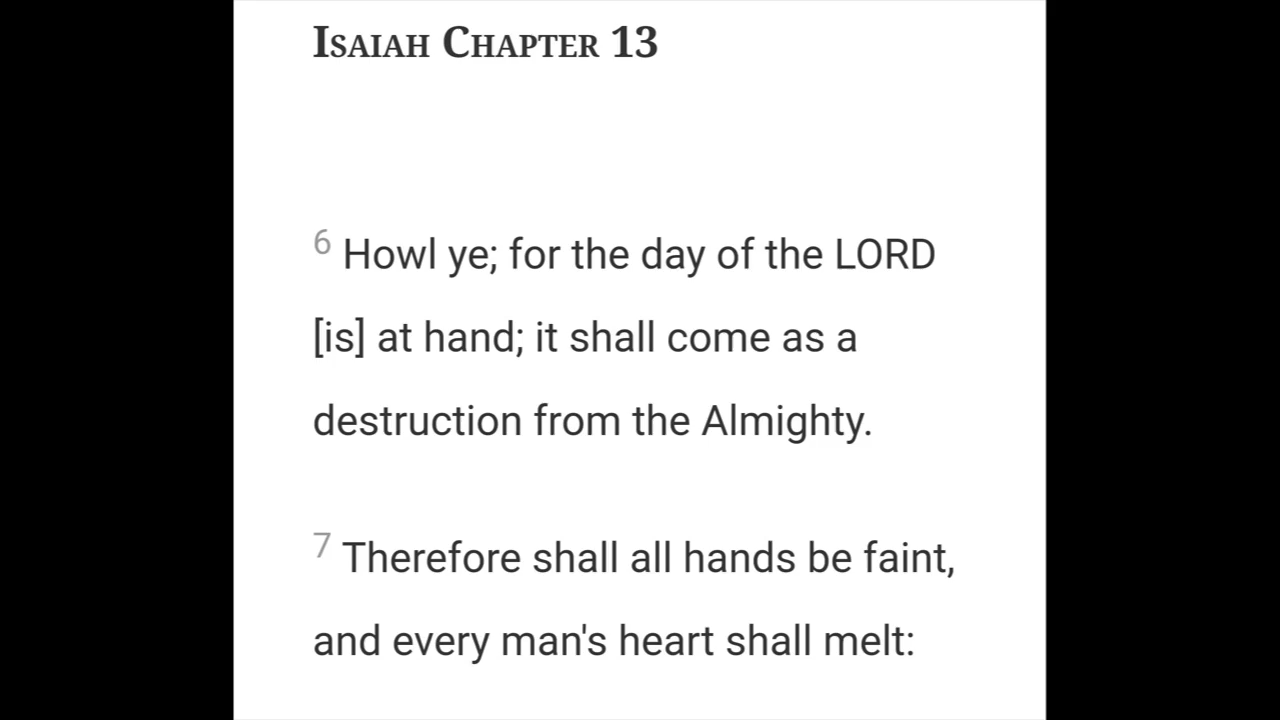 Isaiah Chapter 13
6 Howl ye; for the day of the LORD
[is] at hand; it shall come as a
destruction from the Almighty.
7 Therefore shall all hands be faint,
and every man's heart shall melt: